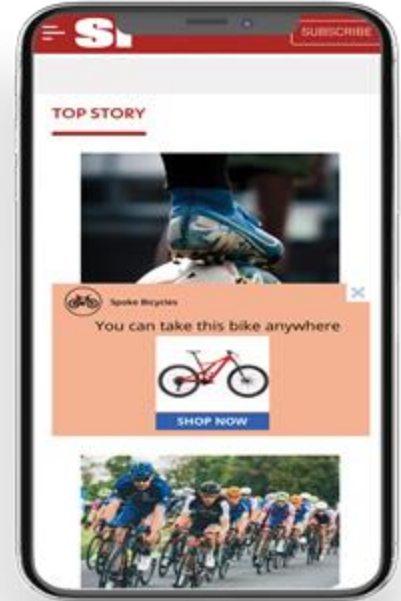 SI
SUBSCRIBE
TOP STORY
Spoke Bicycles
You can take this bike anywhere
SHOP NOW